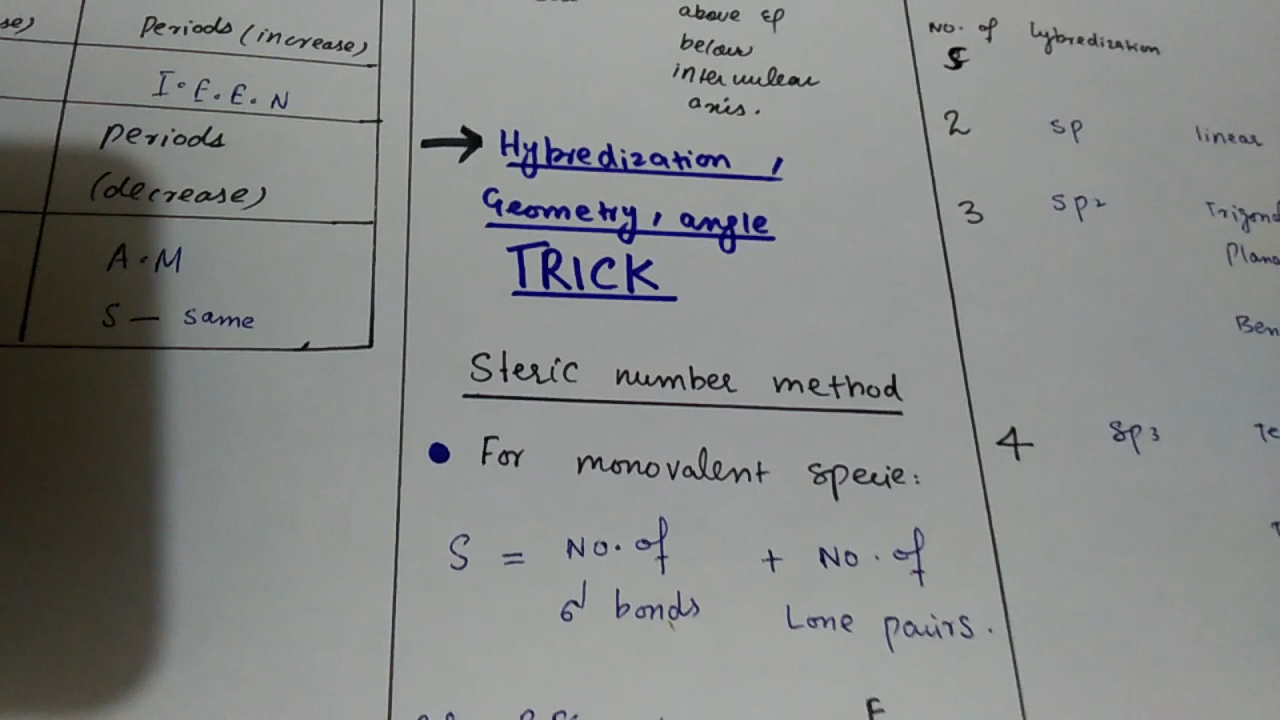 Periods (increase)
I.E.E.N
Periods
(decrease)
A.M
S — same
above
below
internuclear
axis.
→ Hybredization,
Geometry, angle
TRICK
Steric number method
• For monovalent specie:
S = No. of + No. of
σ bonds Lone pairs.
No. of hybredization
S
2 sp linear
3 sp2
4 sp3